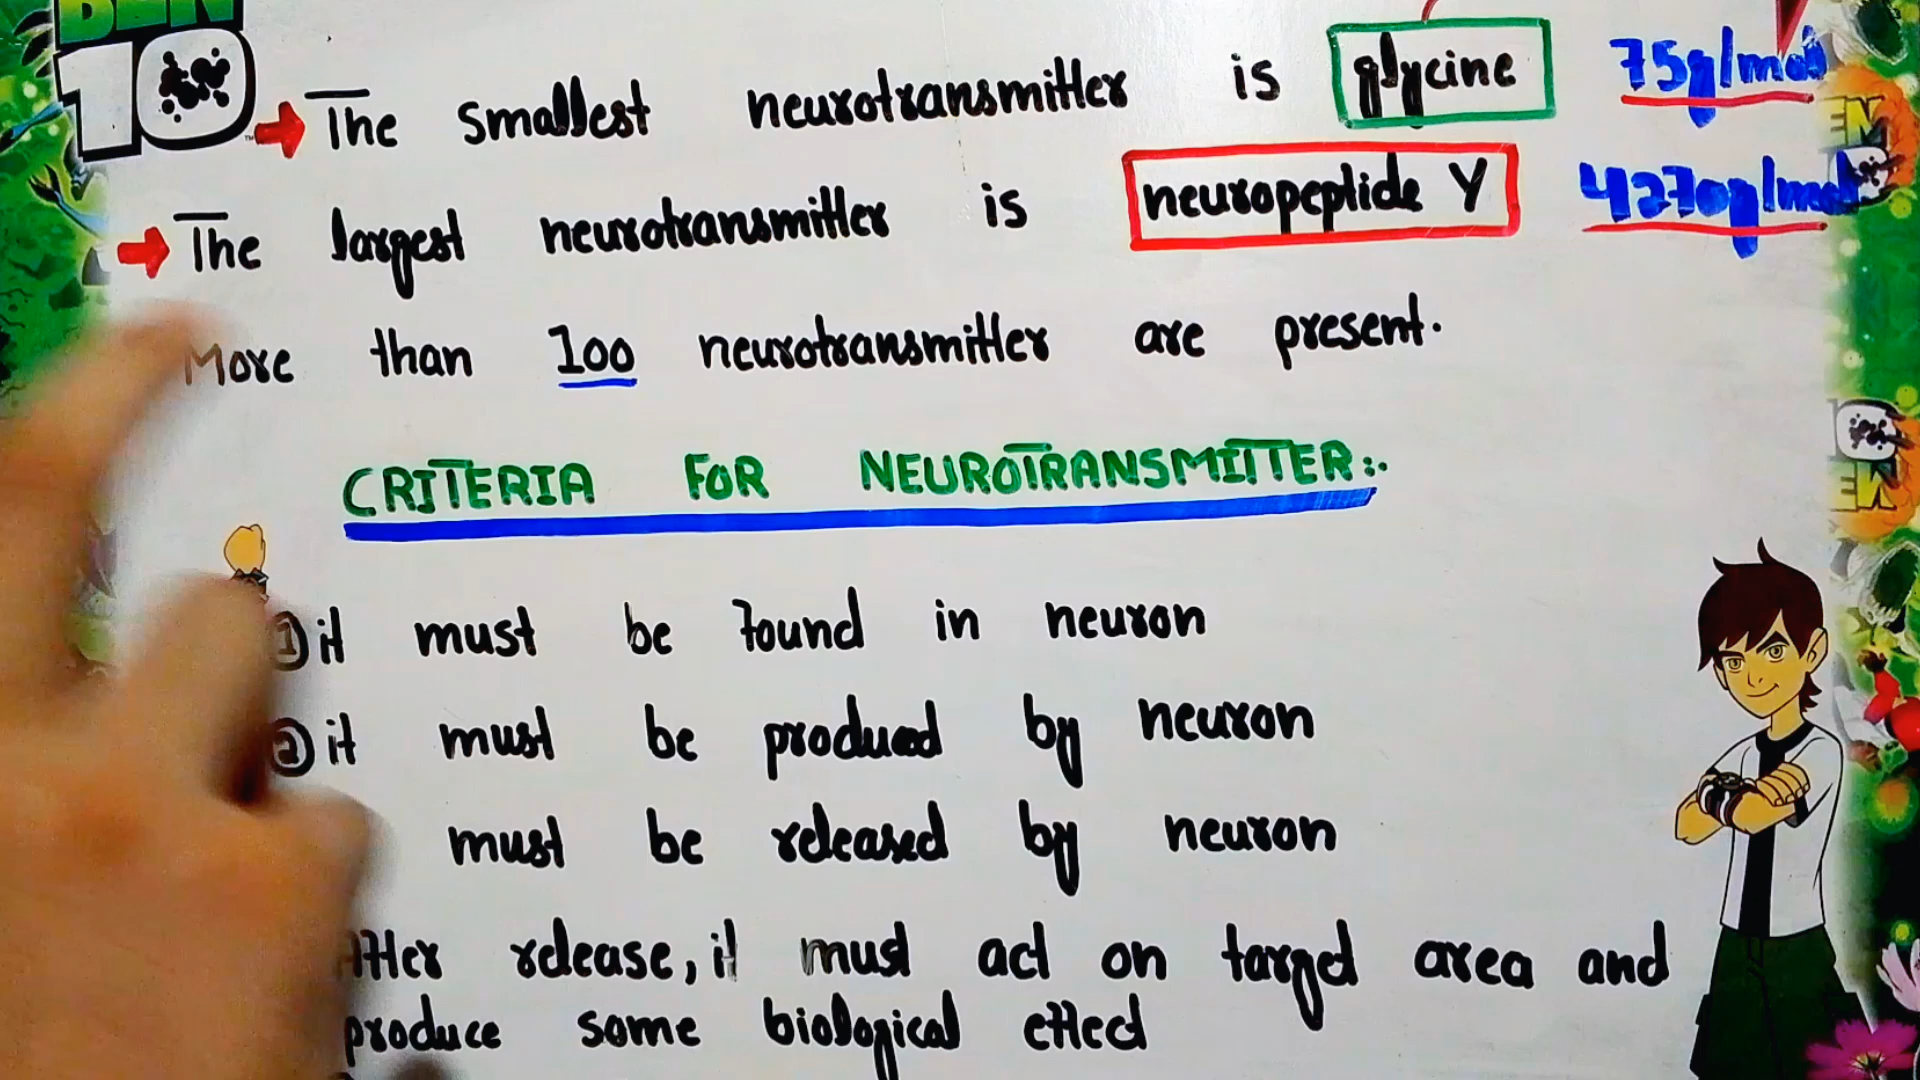 BEN
10
The smallest neurotransmitter is glycine 75g/mol
The largest neurotransmitter is neuropeptide Y 4270g/mol
More than 100 neurotransmitter are present.
CRITERIA FOR NEUROTRANSMITTER:-
① it must be found in neuron
② it must be produced by neuron
must be released by neuron
After release, it must act on target area and
produce some biological effect